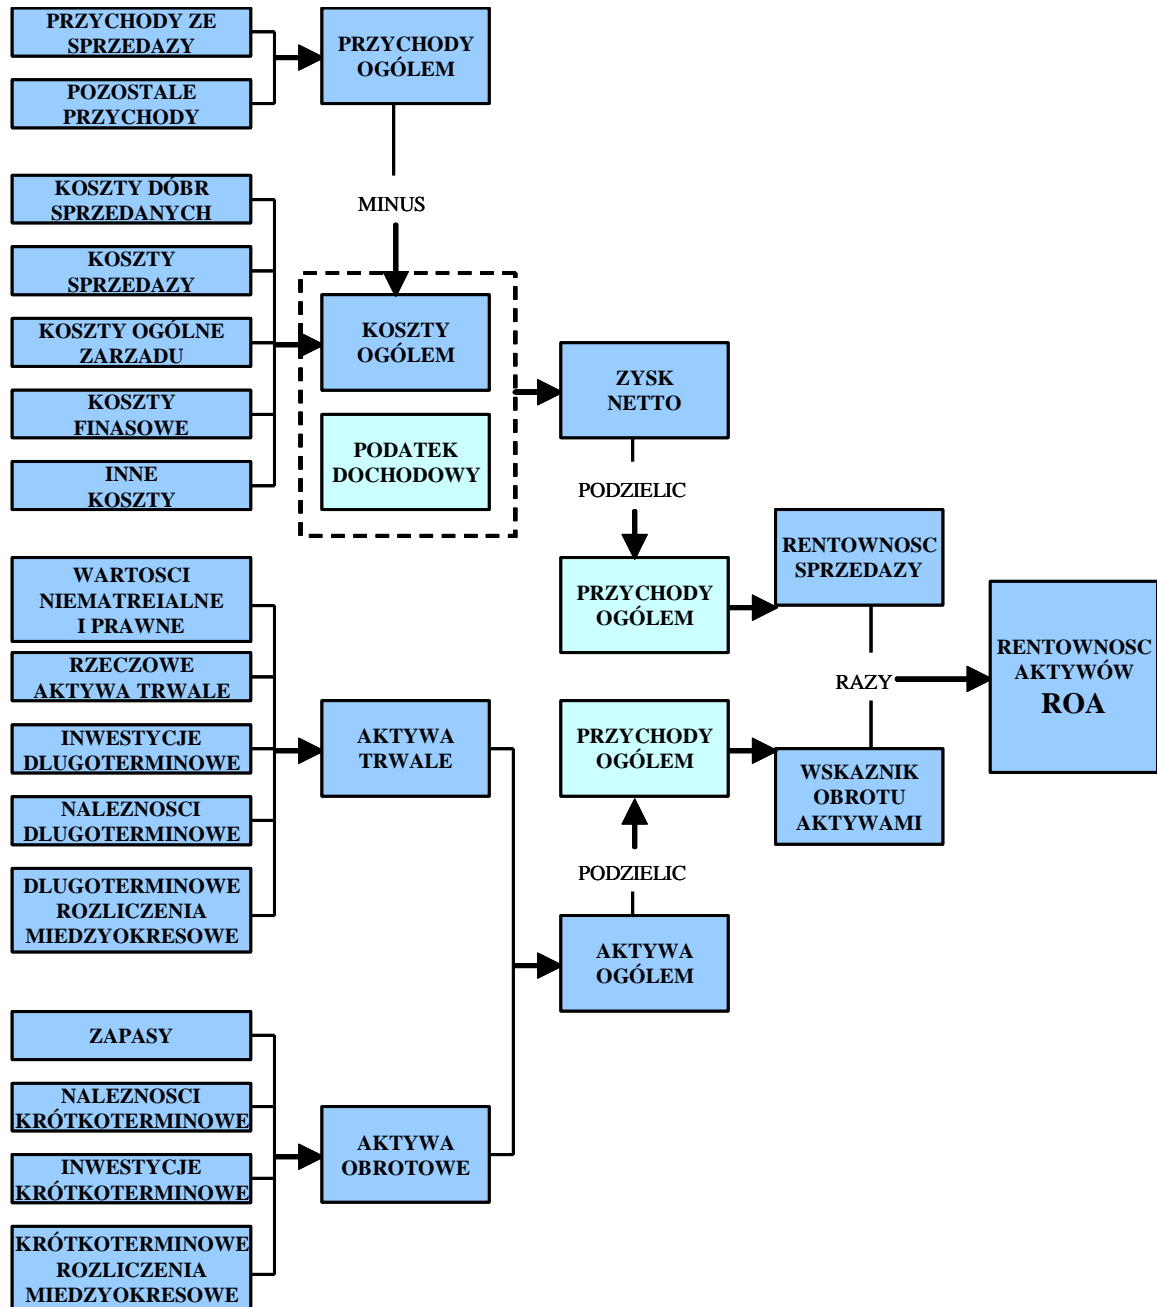 PRZYCHODY ZE
SPRZEDAZY
POZOSTALE
PRZYCHODY
PRZYCHODY
OGÓLEM
MINUS
KOSZTY DÓBR
SPRZEDANYCH
KOSZTY
SPRZEDAZY
KOSZTY OGÓLNE
ZARZADU
KOSZTY
FINASOWE
INNE
KOSZTY
KOSZTY
OGÓLEM
PODATEK
DOCHODOWY
ZYSK
NETTO
PODZIELIC
PRZYCHODY
OGÓLEM
RENTOWNOSC
SPRZEDAZY
WARTOSCI
NIEMATREIALNE
I PRAWNE
RZECZOWE
AKTYWA TRWALE
INWESTYCJE
DLUGOTERMINOWE
NALEZNOSCI
DLUGOTERMINOWE
DLUGOTERMINOWE
ROZLICZENIA
MIEDZYOKRESOWE
AKTYWA
TRWALE
PRZYCHODY
OGÓLEM
RAZY
WSKAZNIK
OBROTU
AKTYWAMI
RENTOWNOSC
AKTYWÓW
ROA
PODZIELIC
AKTYWA
OGÓLEM
ZAPASY
NALEZNOSCI
KRÓTKOTERMINOWE
INWESTYCJE
KRÓTKOTERMINOWE
KRÓTKOTERMINOWE
ROZLICZENIA
MIEDZYOKRESOWE
AKTYWA
OBROTOWE